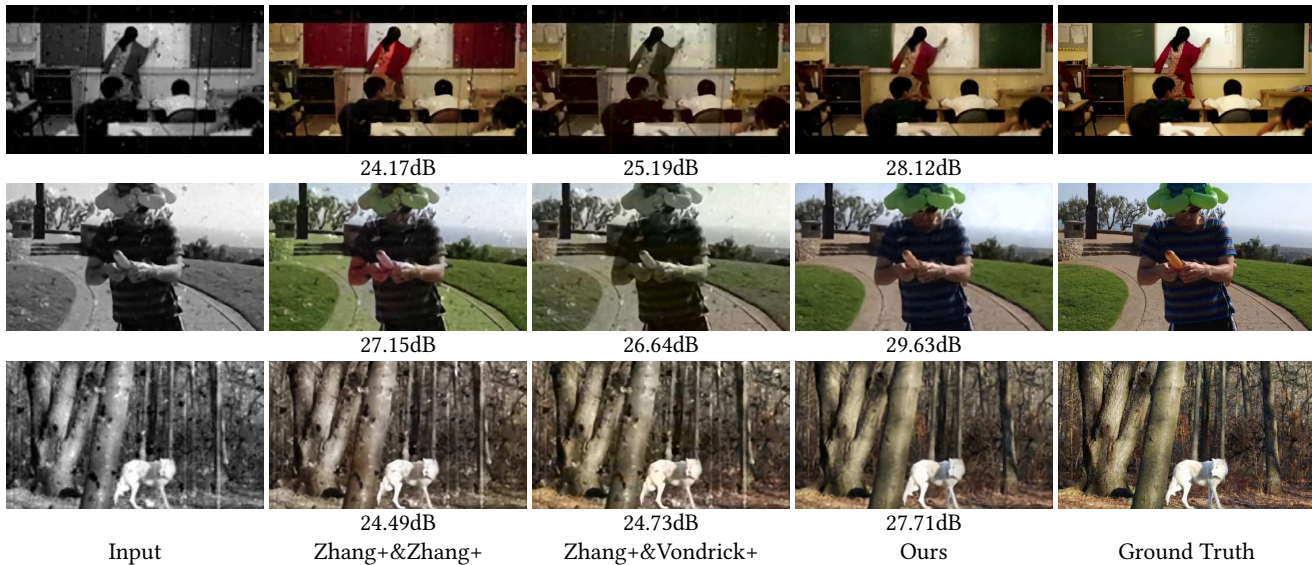 24.17dB 25.19dB 28.12dB
27.15dB 26.64dB 29.63dB
24.49dB 24.73dB 27.71dB
Input Zhang+&Zhang+ Zhang+&Vondrick+ Ours Ground Truth